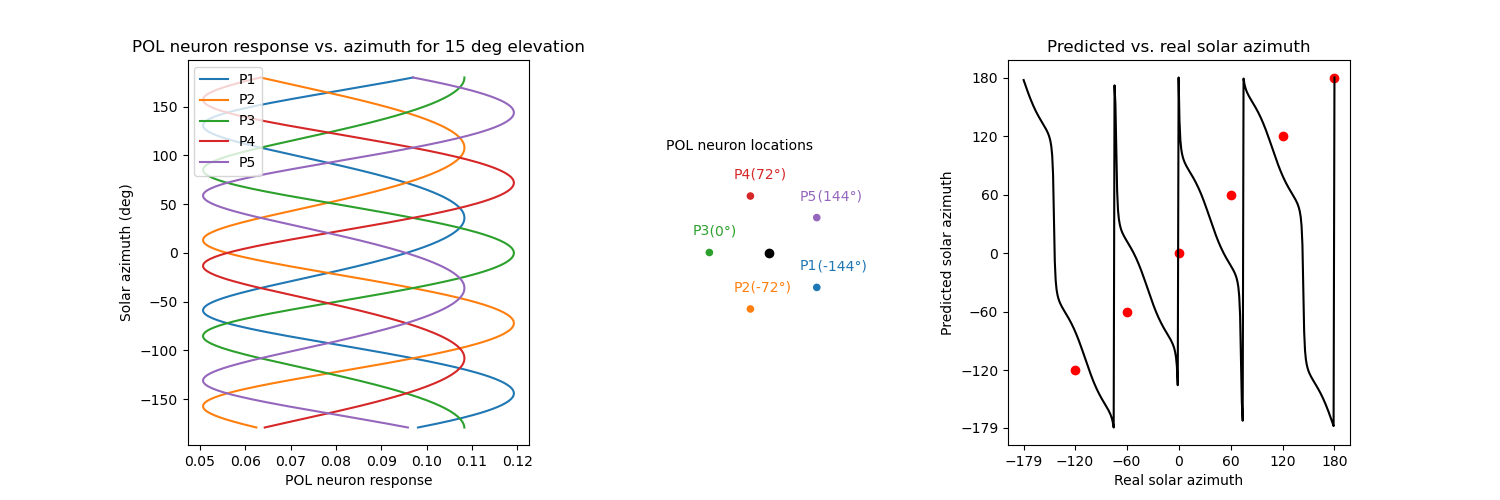 POL neuron response vs. azimuth for 15 deg elevation
P1
P2
P3
P4
P5
150
100
50
0
−50
−100
−150
Solar azimuth (deg)
0.05 0.06 0.07 0.08 0.09 0.10 0.11 0.12
POL neuron response
POL neuron locations
P4(72°)
P5(144°)
P3(0°)
P1(-144°)
P2(-72°)
Predicted vs. real solar azimuth
180
120
60
0
−60
−120
−179
Predicted solar azimuth
−179 −120 −60 0 60 120 180
Real solar azimuth